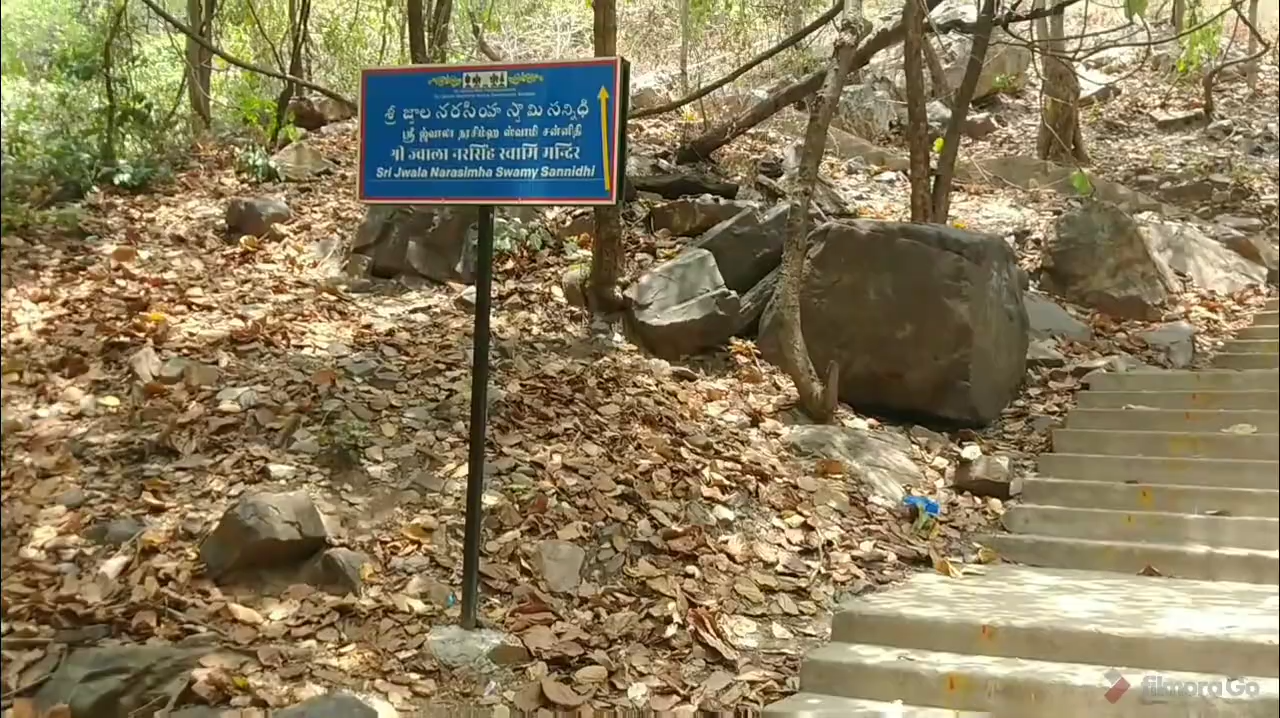 శ్రీ జ్వాల నరసింహ స్వామి సన్నిధి
ஸ்ரீ ஜ்வாலா நரசிம்ஹ ஸ்வாமி சன்னிதி
श्री ज्वाला नरसिंह स्वामि मन्दिर
Sri Jwala Narasimha Swamy Sannidhi
filmora Go